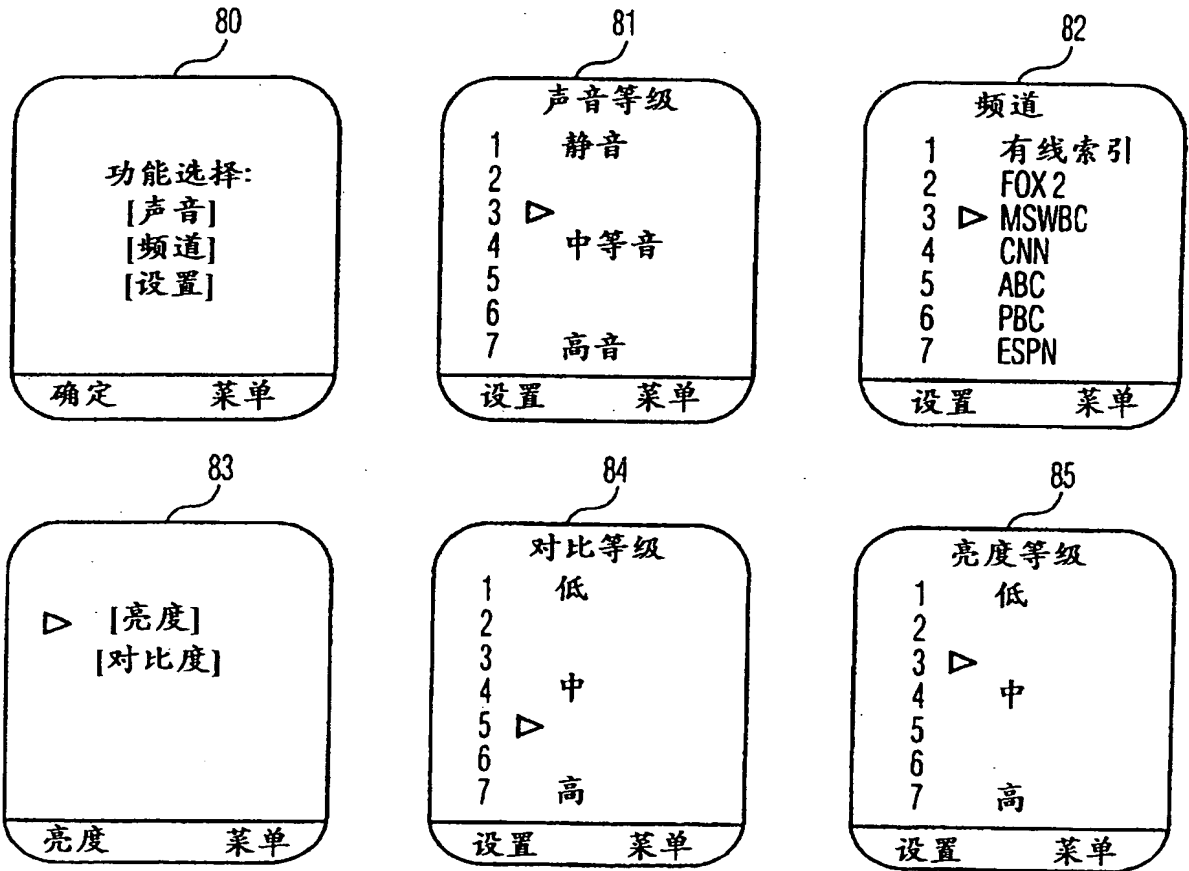 80
功能选择:
[声音]
[频道]
[设置]
确定 菜单
81
声音等级
1 静音
2
3
4 中等音
5
6
7 高音
设置 菜单
82
频道
1 有线索引
2 FOX 2
3 MSWBC
4 CNN
5 ABC
6 PBC
7 ESPN
设置 菜单
83
[亮度]
[对比度]
亮度 菜单
84
对比等级
1 低
2
3
4 中
5
6
7 高
设置 菜单
85
亮度等级
1 低
2
3
4 中
5
6
7 高
设置 菜单